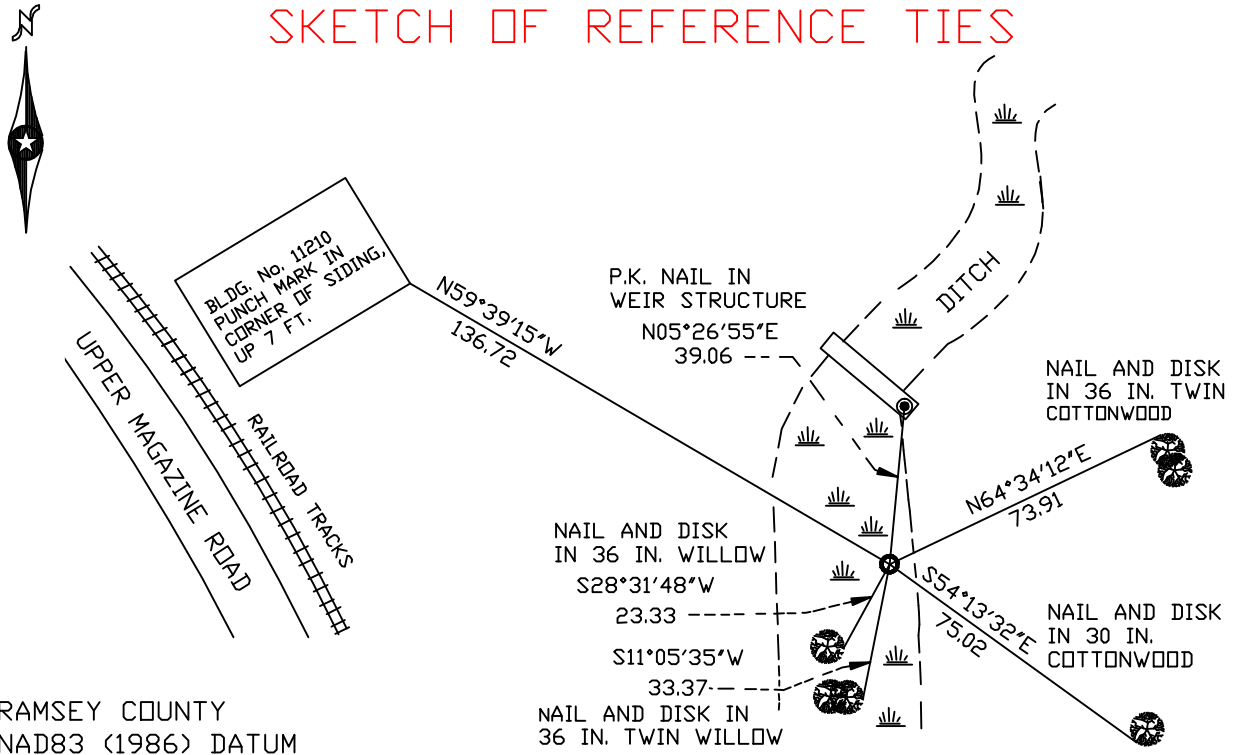 N
SKETCH OF REFERENCE TIES
BLDG. No. 11210
PUNCH MARK IN
CORNER OF SIDING,
UP 7 FT.
N59°39'15"W
136.72
P.K. NAIL IN
WEIR STRUCTURE
N05°26'55"E
39.06
DITCH
NAIL AND DISK
IN 36 IN. TWIN
COTTONWOOD
N64°34'12"E
73.91
UPPER MAGAZINE ROAD
RAILROAD TRACKS
NAIL AND DISK
IN 36 IN. WILLOW
S28°31'48"W
23.33
S11°05'35"W
33.37
NAIL AND DISK IN
36 IN. TWIN WILLOW
S54°13'32"E
75.02
NAIL AND DISK
IN 30 IN.
COTTONWOOD
RAMSEY COUNTY
NAD83 (1986) DATUM